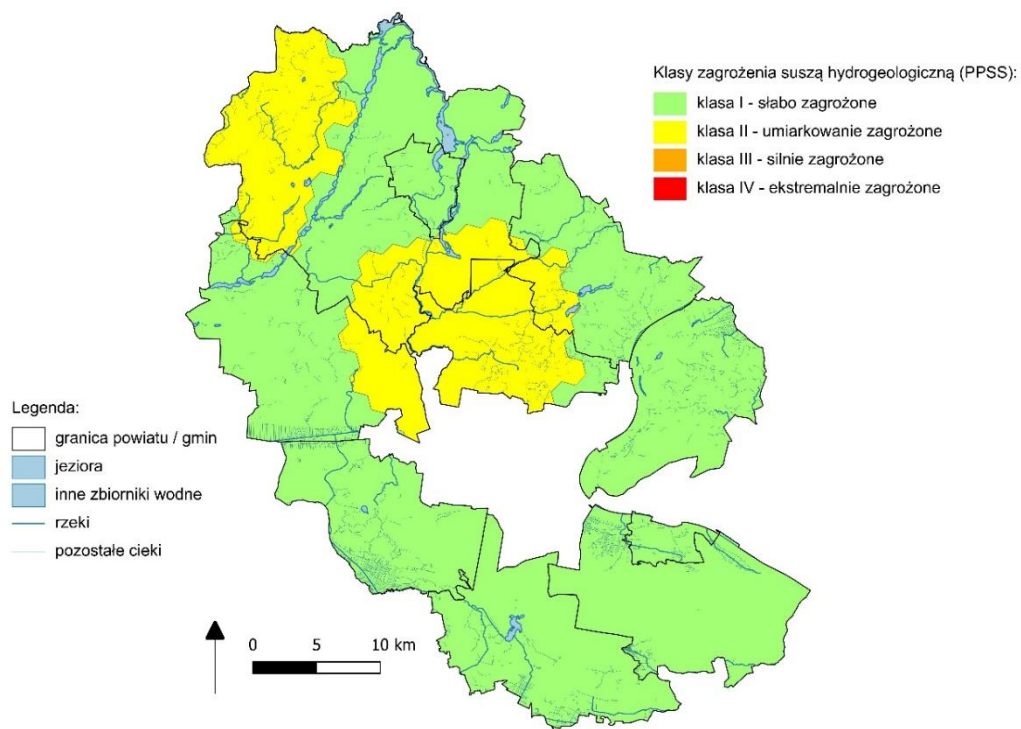 Klasy zagrożenia suszą hydrogeologiczną (PPSS):
klasa I - słabo zagrożone
klasa II - umiarkowanie zagrożone
klasa III - silnie zagrożone
klasa IV - ekstremalnie zagrożone
Legenda:
granica powiatu / gmin
jeziora
inne zbiorniki wodne
rzeki
pozostałe cieki
0 5 10 km